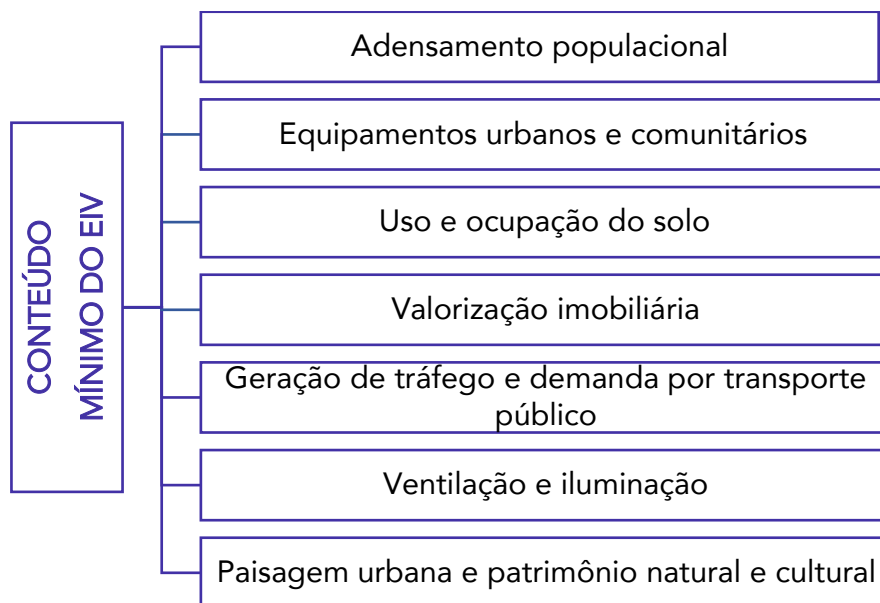 CONTEÚDO
MÍNIMO DO EIV
Adensamento populacional
Equipamentos urbanos e comunitários
Uso e ocupação do solo
Valorização imobiliária
Geração de tráfego e demanda por transporte
público
Ventilação e iluminação
Paisagem urbana e patrimônio natural e cultural